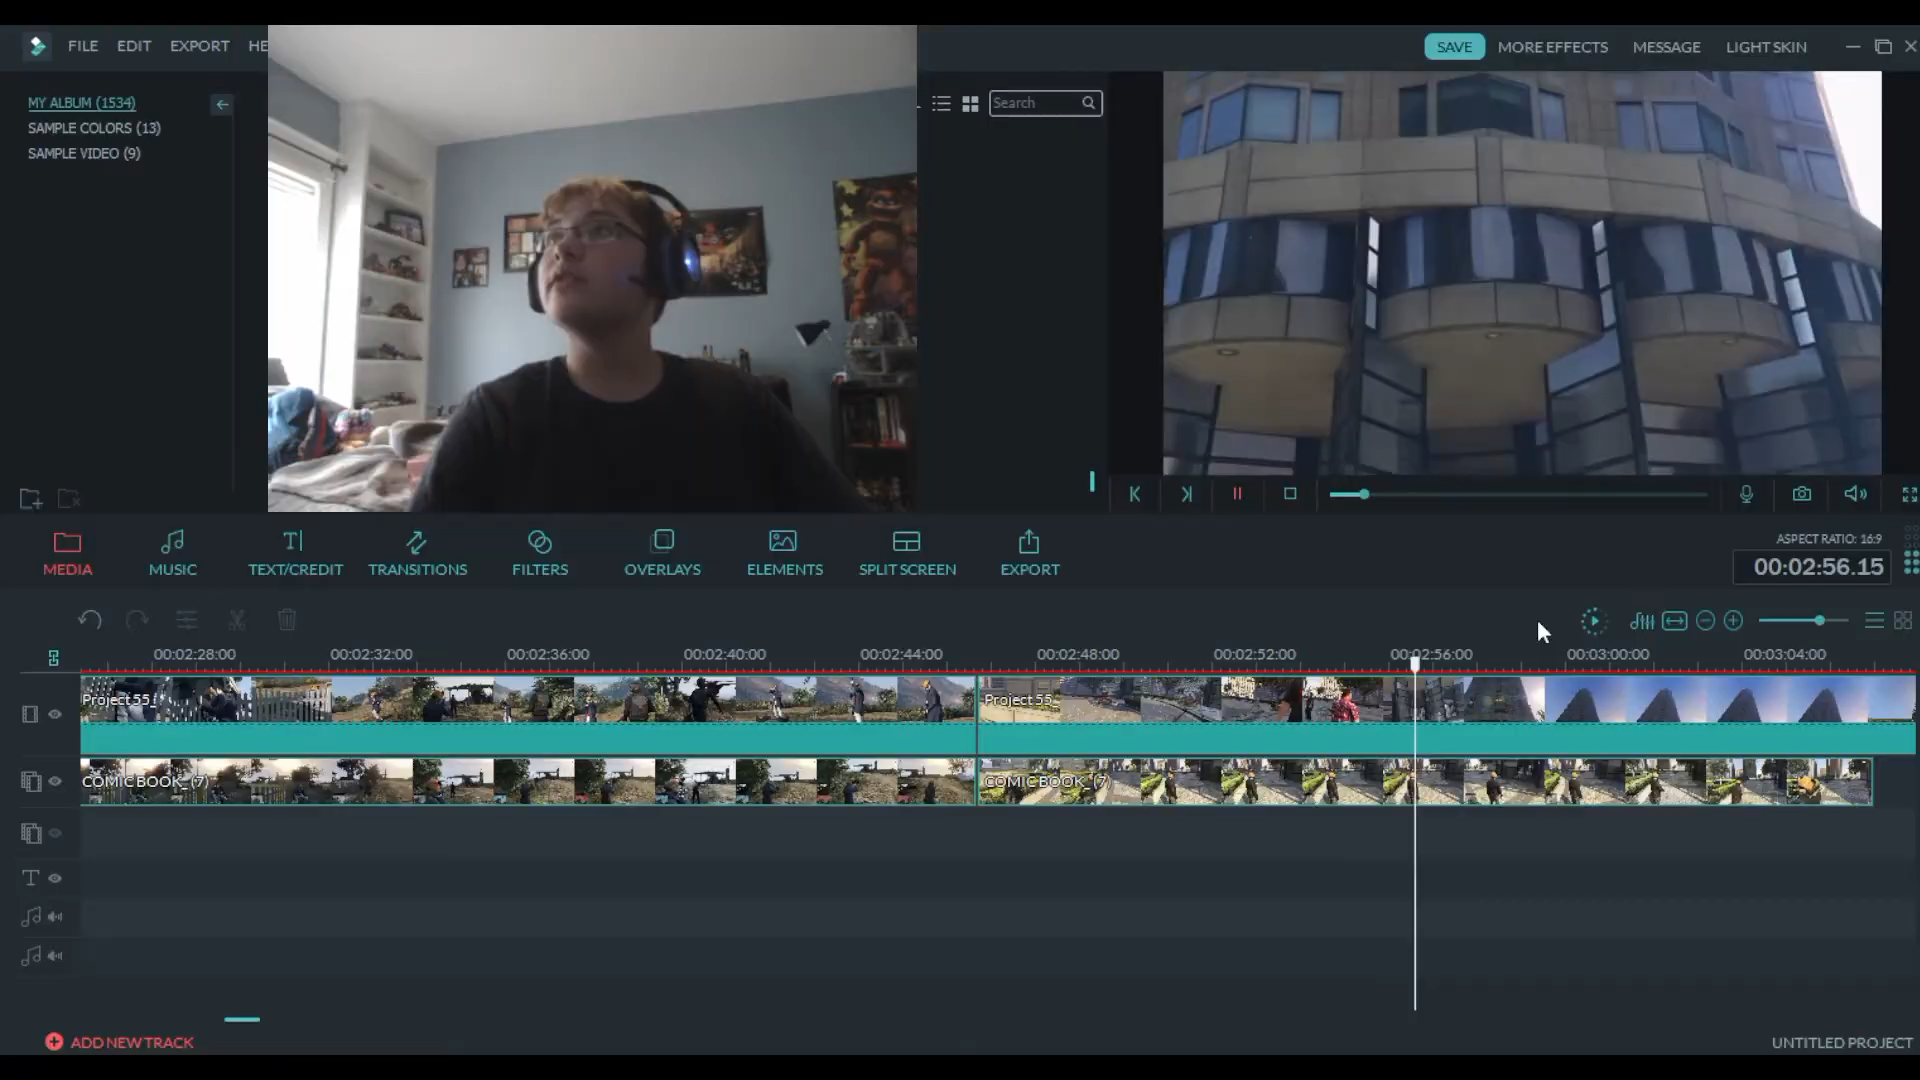 FILE EDIT EXPORT HE
SAVE MORE EFFECTS MESSAGE LIGHT SKIN
MY ALBUM (1534)
Search
SAMPLE COLORS (13)
SAMPLE VIDEO (9)
ASPECT RATIO: 16:9
MEDIA MUSIC TEXT/CREDIT TRANSITIONS FILTERS OVERLAYS ELEMENTS SPLIT SCREEN EXPORT
00:02:56.15
00:02:28:00 00:02:32:00 00:02:36:00 00:02:40:00 00:02:44:00 00:02:48:00 00:02:52:00 00:02:56:00 00:03:00:00 00:03:04:00
Project 55_ Project 55_
COMIC BOOK_(7) COMIC BOOK_(7)
ADD NEW TRACK
UNTITLED PROJECT